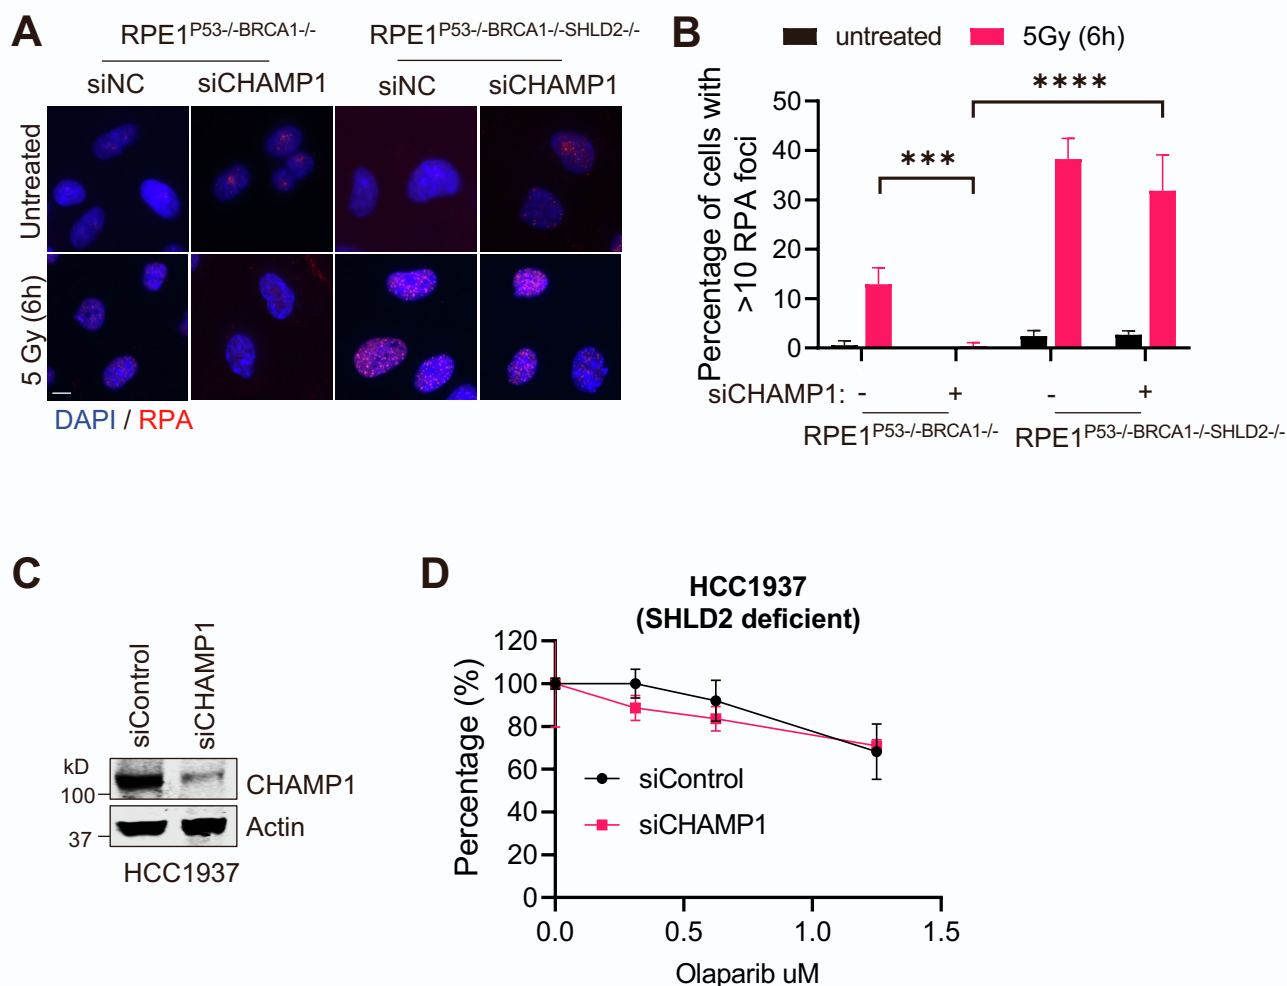 A
RPE1P53-/-BRCA1-/-
RPE1P53-/-BRCA1-/-SHLD2-/-
siNC
siCHAMP1
siNC
siCHAMP1
Untreated
5 Gy (6h)
DAPI / RPA
B
untreated
5Gy (6h)
Percentage of cells with
>10 RPA foci
50
40
30
20
10
0
***
****
siCHAMP1: - + - +
RPE1P53-/-BRCA1-/-
RPE1P53-/-BRCA1-/-SHLD2-/-
C
siControl
siCHAMP1
kD
100
CHAMP1
37
Actin
HCC1937
D
HCC1937
(SHLD2 deficient)
Percentage (%)
120
100
80
60
40
20
0
siControl
siCHAMP1
0.0 0.5 1.0 1.5
Olaparib uM